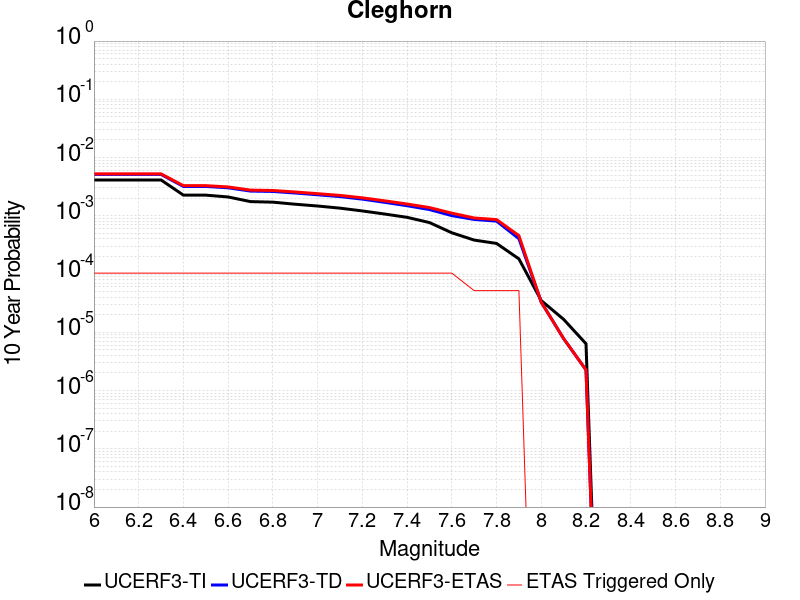 Cleghorn
10 0
10 -1
10 -2
10 -3
10 -4
10 -5
10 -6
10 -7
10 -8
10 Year Probability
6 6.2 6.4 6.6 6.8 7 7.2 7.4 7.6 7.8 8 8.2 8.4 8.6 8.8 9
Magnitude
UCERF3-TI UCERF3-TD UCERF3-ETAS ETAS Triggered Only